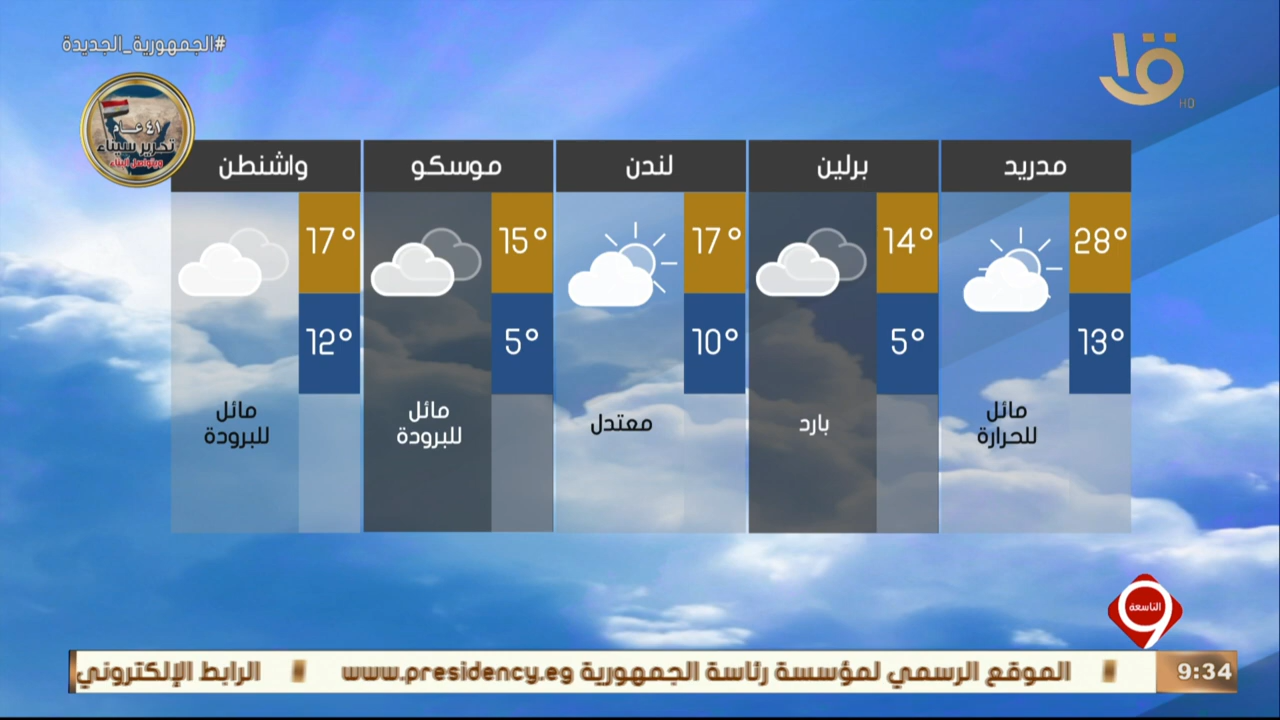 #الجمهورية_الجديدة
HD
٤١ عـــام
تحرير سيناء
مدريد
28°
13°
مائل
للحرارة
برلين
14°
5°
بارد
لندن
17°
10°
معتدل
موسكو
15°
5°
مائل
للبرودة
واشنطن
17°
12°
مائل
للبرودة
التاسعة
9
9:34
الموقع الرسمي لمؤسسة رئاسة الجمهورية www.presidency.eg
الرابط الإلكتروني